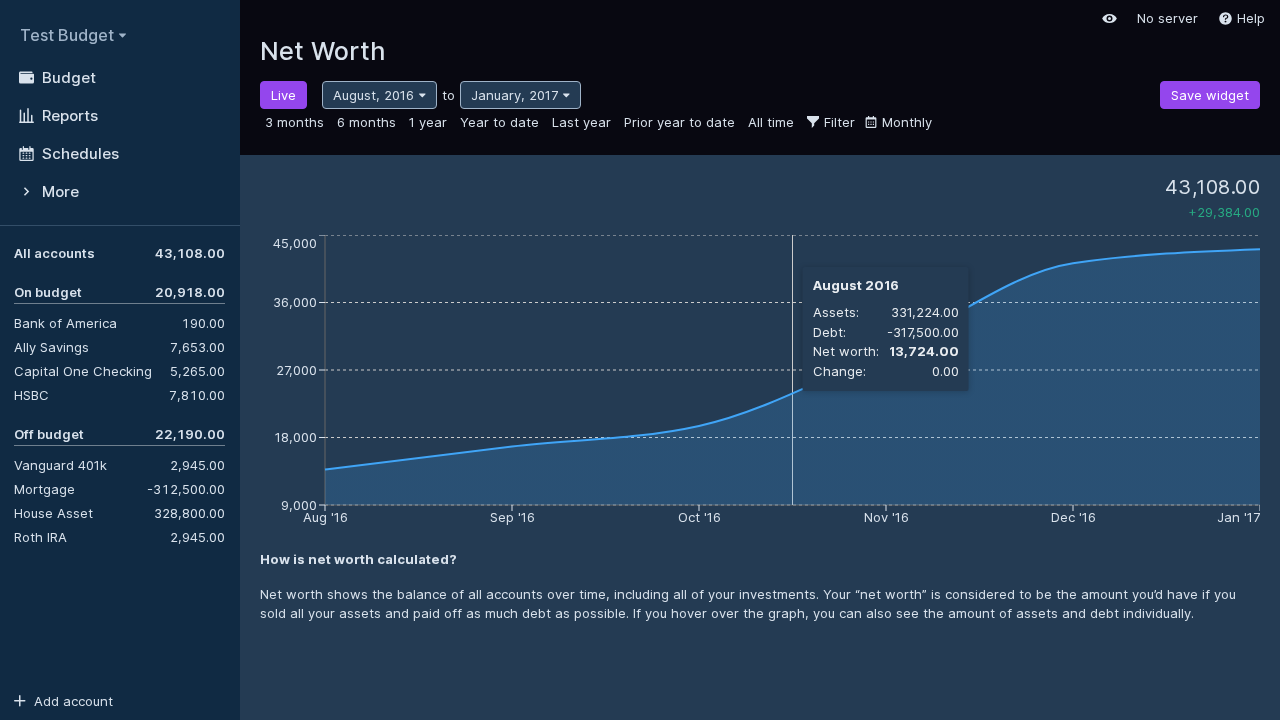 Test Budget
Budget
Reports
Schedules
More
All accounts 43,108.00
On budget 20,918.00
Bank of America 190.00
Ally Savings 7,653.00
Capital One Checking 5,265.00
HSBC 7,810.00
Off budget 22,190.00
Vanguard 401k 2,945.00
Mortgage -312,500.00
House Asset 328,800.00
Roth IRA 2,945.00
Add account
No server Help
Net Worth
Live August, 2016 to January, 2017 Save widget
3 months 6 months 1 year Year to date Last year Prior year to date All time Filter Monthly
43,108.00
+29,384.00
45,000
36,000
27,000
18,000
9,000
Aug '16 Sep '16 Oct '16 Nov '16 Dec '16 Jan '17
August 2016
Assets: 331,224.00
Debt: -317,500.00
Net worth: 13,724.00
Change: 0.00
How is net worth calculated?
Net worth shows the balance of all accounts over time, including all of your investments. Your “net worth” is considered to be the amount you’d have if you
sold all your assets and paid off as much debt as possible. If you hover over the graph, you can also see the amount of assets and debt individually.